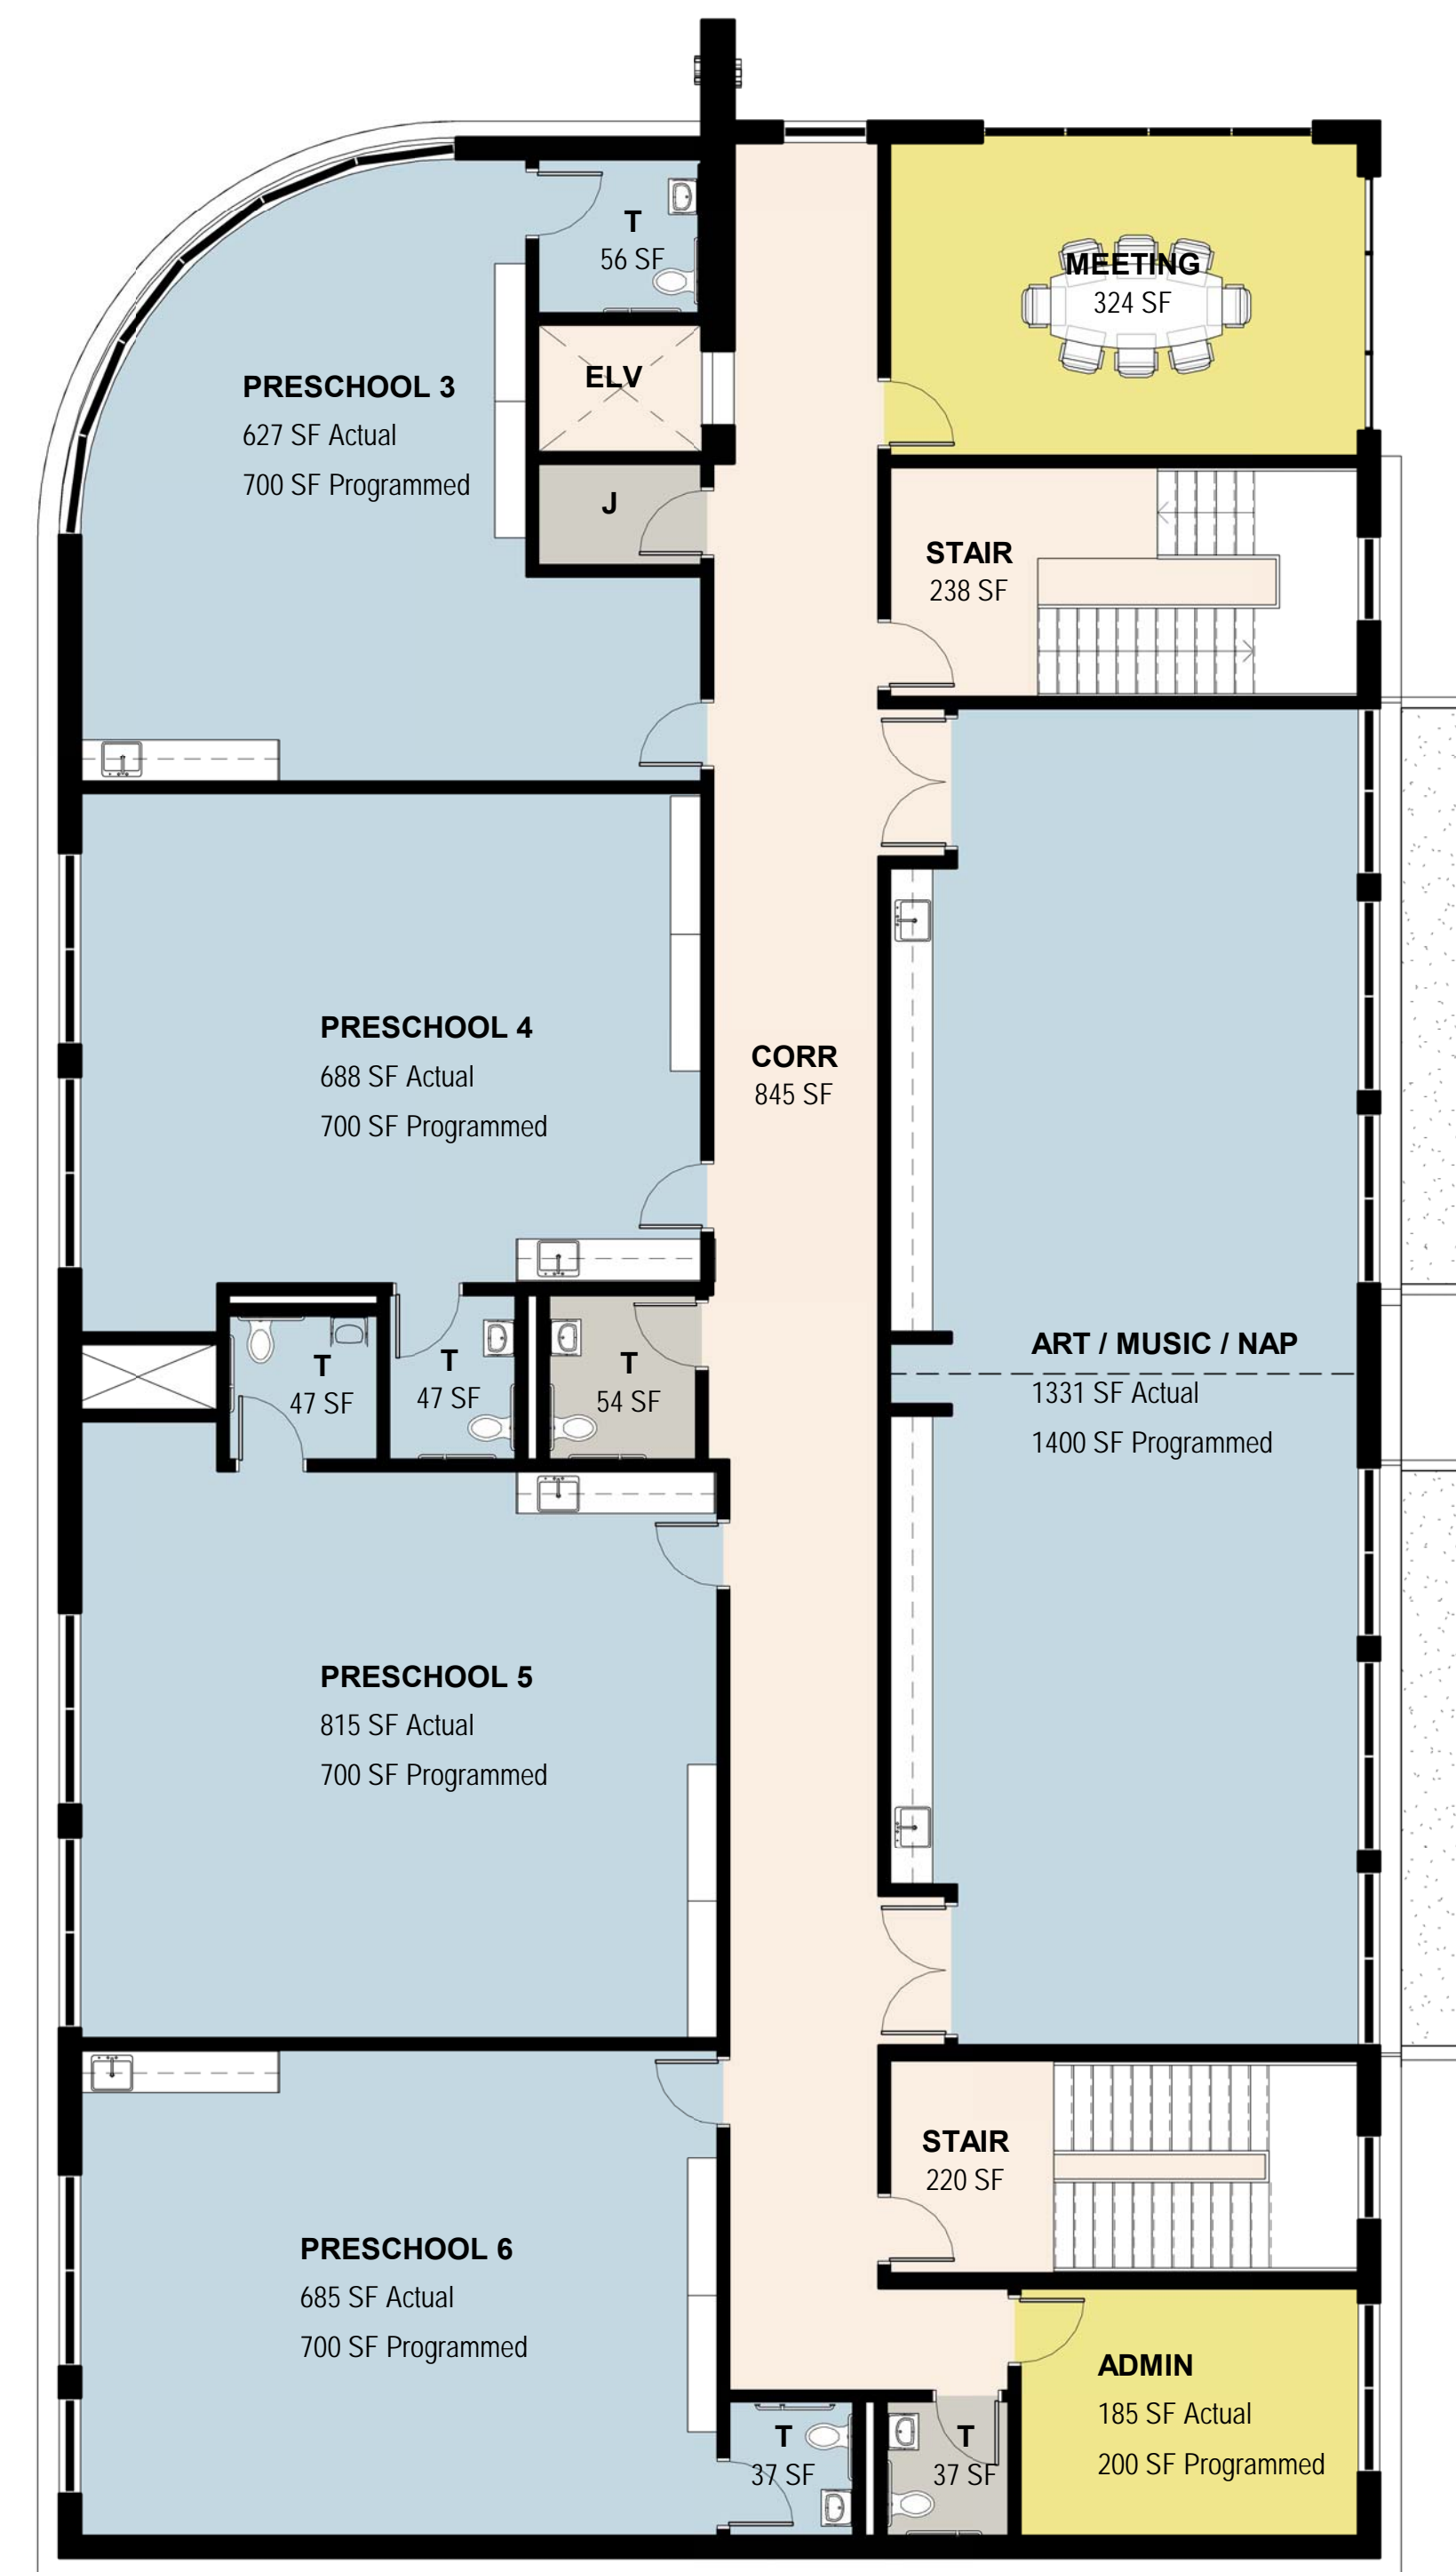 T
56 SF
MEETING
324 SF
ELV
PRESCHOOL 3
627 SF Actual
700 SF Programmed
J
STAIR
238 SF
PRESCHOOL 4
688 SF Actual
700 SF Programmed
CORR
845 SF
ART / MUSIC / NAP
1331 SF Actual
1400 SF Programmed
T
47 SF
T
47 SF
T
54 SF
PRESCHOOL 5
815 SF Actual
700 SF Programmed
STAIR
220 SF
PRESCHOOL 6
685 SF Actual
700 SF Programmed
ADMIN
185 SF Actual
200 SF Programmed
T
37 SF
T
37 SF